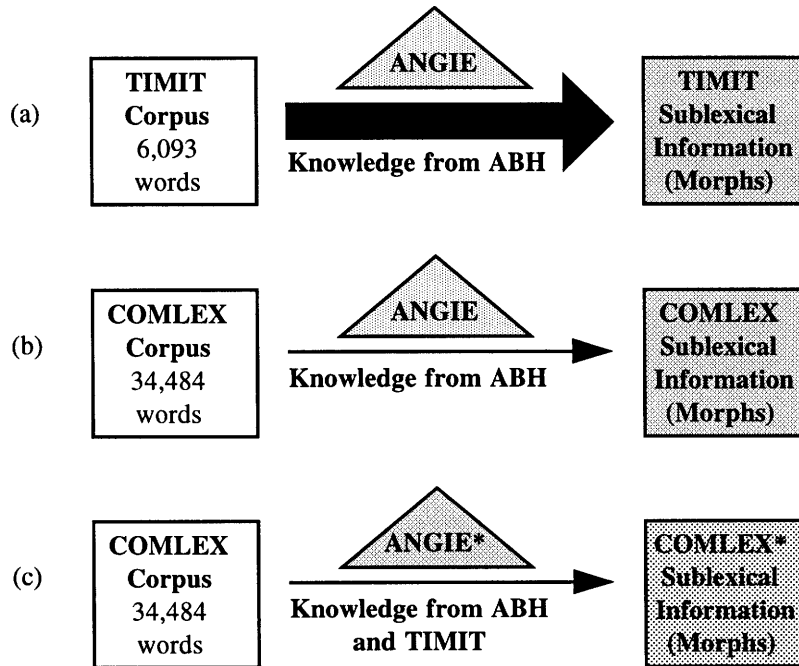 ANGIE
(a)
TIMIT
Corpus
6,093
words
Knowledge from ABH
TIMIT
Sublexical
Information
(Morphs)
ANGIE
(b)
COMLEX
Corpus
34,484
words
Knowledge from ABH
COMLEX
Sublexical
Information
(Morphs)
ANGIE*
(c)
COMLEX
Corpus
34,484
words
Knowledge from ABH
and TIMIT
COMLEX*
Sublexical
Information
(Morphs)